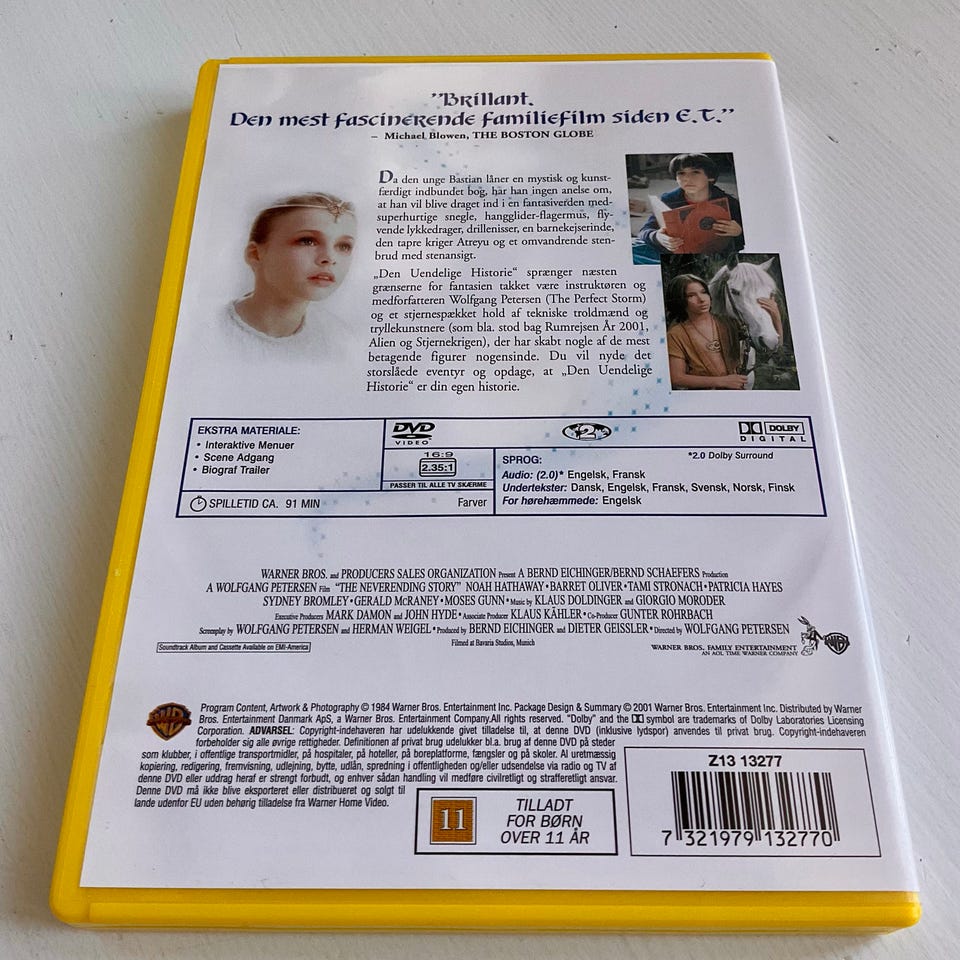 "Brillant.
Den mest fascinerende familiefilm siden E.T."
– Michael Blowen, THE BOSTON GLOBE
Da den unge Bastian låner en mystisk og kunst-
færdigt indbundet bog, har han ingen anelse om,
at han vil blive draget ind i en fantasiverden med-
superhurtige snegle, hangglider-flagermus, fly-
vende lykkedrager, drillenisser, en barnekejserinde,
den tapre kriger Atreyu og et omvandrende sten-
brud med stenansigt.
„Den Uendelige Historie“ sprænger næsten
grænserne for fantasien takket være instruktøren og
medforfatteren Wolfgang Petersen (The Perfect Storm)
og et stjernespækket hold af tekniske troldmænd og
tryllekunstnere (som bla. stod bag Rumrejsen År 2001,
Alien og Stjernekrigen), der har skabt nogle af de mest
betagende figurer nogensinde. Du vil nyde det
storslåede eventyr og opdage, at „Den Uendelige
Historie“ er din egen historie.
EKSTRA MATERIALE:
• Interaktive Menuer
• Scene Adgang
• Biograf Trailer
SPILLETID CA. 91 MIN
Farver
DVD
VIDEO
16:9
2.35:1
PASSER TIL ALLE TV SKÆRME
2
DOLBY
DIGITAL
SPROG:
*2.0 Dolby Surround
Audio: (2.0)* Engelsk, Fransk
Undertekster: Dansk, Engelsk, Fransk, Svensk, Norsk, Finsk
For hørehæmmede: Engelsk
WARNER BROS. and PRODUCERS SALES ORGANIZATION Present A BERND EICHINGER/BERND SCHAEFERS Production
A WOLFGANG PETERSEN Film "THE NEVERENDING STORY" NOAH HATHAWAY • BARRET OLIVER • TAMI STRONACH • PATRICIA HAYES
SYDNEY BROMLEY • GERALD McRANEY • MOSES GUNN • Music by KLAUS DOLDINGER and GIORGIO MORODER
Executive Producers MARK DAMON and JOHN HYDE • Associate Producer KLAUS KÄHLER • Co-Producer GUNTER ROHRBACH
Screenplay by WOLFGANG PETERSEN and HERMAN WEIGEL • Produced by BERND EICHINGER and DIETER GEISSLER • Directed by WOLFGANG PETERSEN
Soundtrack Album and Cassette Available on EMI-America
Filmed at Bavaria Studios, Munich
WARNER BROS. FAMILY ENTERTAINMENT
AN AOL TIME WARNER COMPANY
Program Content, Artwork & Photography © 1984 Warner Bros. Entertainment Inc. Package Design & Summary © 2001 Warner Bros. Entertainment Inc. Distributed by Warner
Bros. Entertainment Danmark ApS, a Warner Bros. Entertainment Company.All rights reserved. "Dolby" and the DD symbol are trademarks of Dolby Laboratories Licensing
Corporation. ADVARSEL: Copyright-indehaveren har udelukkende givet tilladelse til, at denne DVD (inklusive lydspor) anvendes til privat brug. Copyright-indehaveren
forbeholder sig alle øvrige rettigheder. Definitionen af privat brug udelukker bl.a. brug af denne DVD på steder
som klubber, i offentlige transportmidler, på hospitaler, på hoteller, på boreplatforme, fængsler og på skoler. Al uretmæssig
kopiering, redigering, fremvisning, udlejning, bytte, udlån, spredning i offentligheden og/eller udsendelse via radio og TV af
denne DVD eller uddrag heraf er strengt forbudt, og enhver sådan handling vil medføre civilretligt og strafferetligt ansvar.
Denne DVD må ikke blive eksporteret eller distribueret og solgt til
lande udenfor EU uden behørig tilladelse fra Warner Home Video.
11
TILLADT
FOR BØRN
OVER 11 ÅR
Z13 13277
7 321979 132770